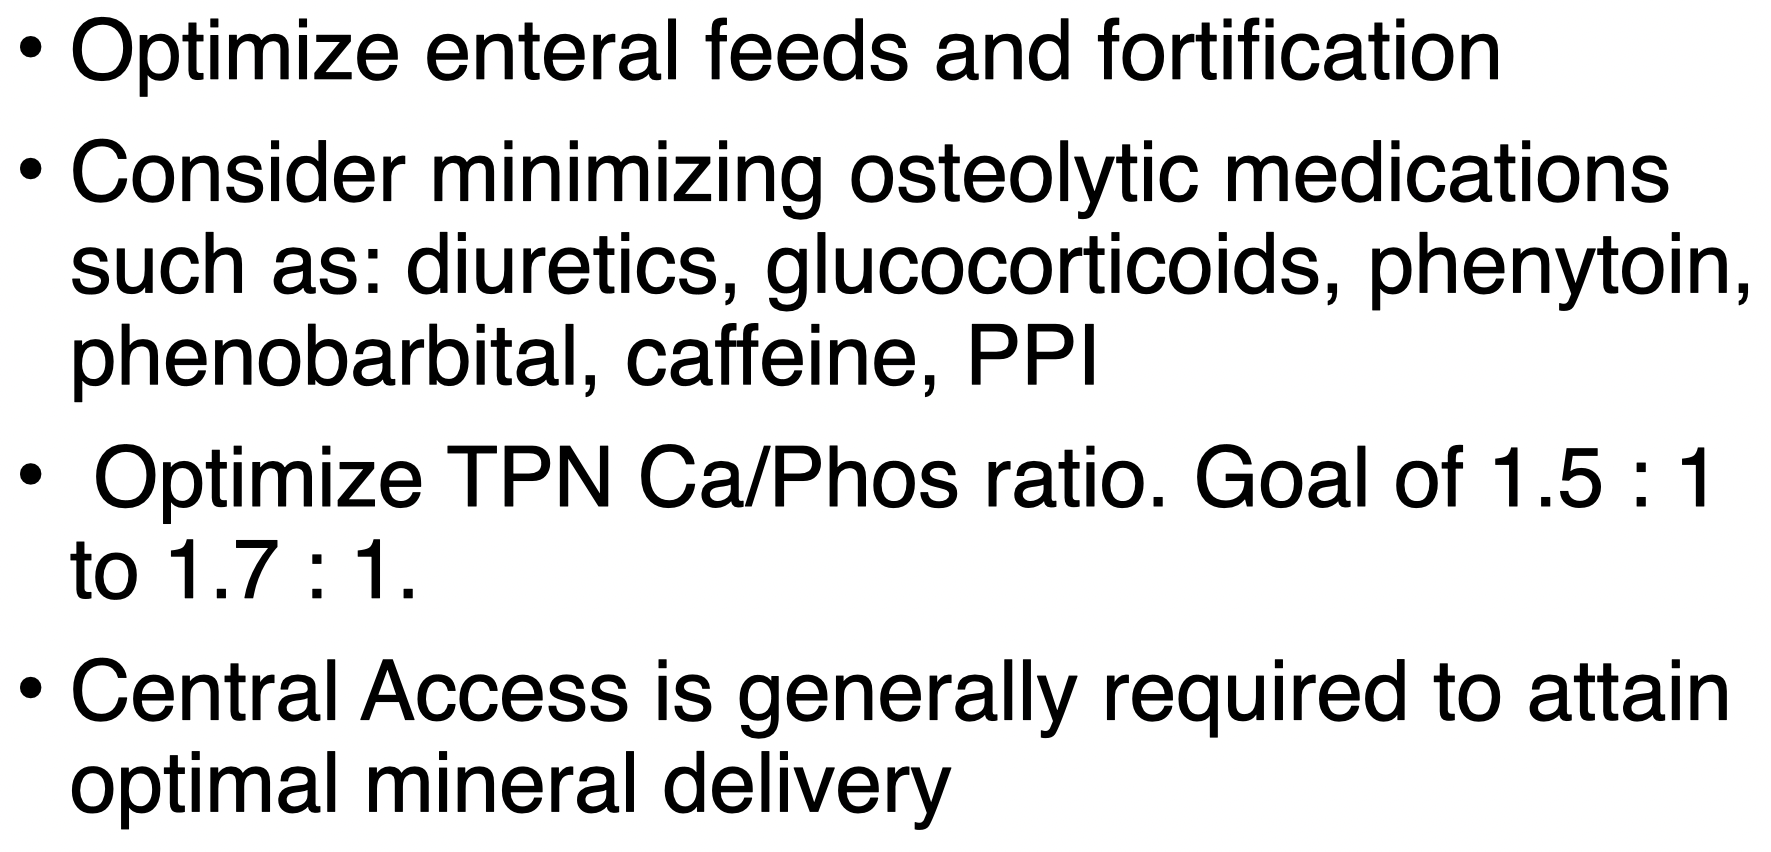 • Optimize enteral feeds and fortification
• Consider minimizing osteolytic medications
such as: diuretics, glucocorticoids, phenytoin,
phenobarbital, caffeine, PPI
• Optimize TPN Ca/Phos ratio. Goal of 1.5 : 1
to 1.7 : 1.
• Central Access is generally required to attain
optimal mineral delivery